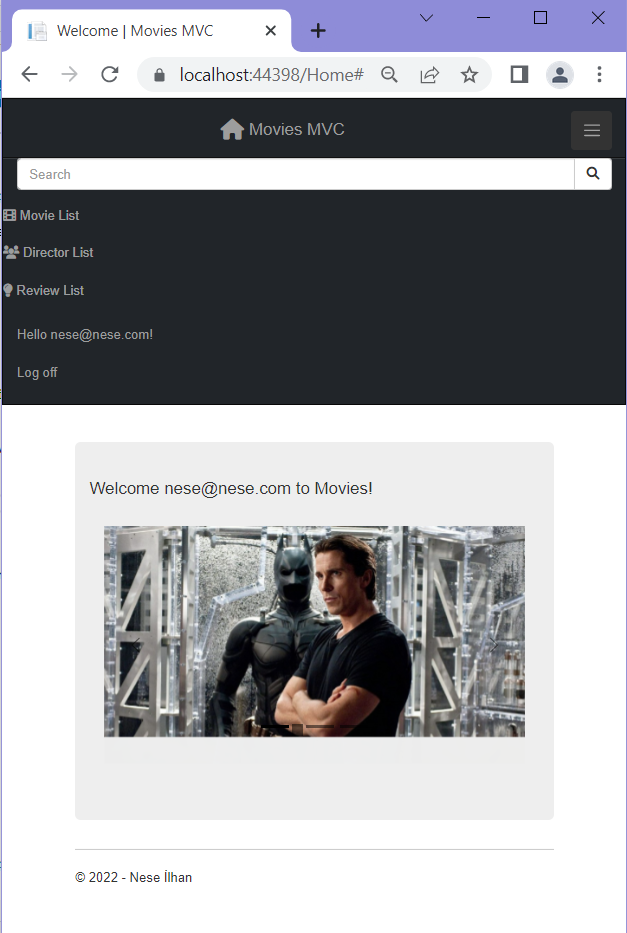 Welcome | Movies MVC
localhost:44398/Home#
Movies MVC
Search
Movie List
Director List
Review List
Hello nese@nese.com!
Log off
Welcome nese@nese.com to Movies!
© 2022 - Nese İlhan